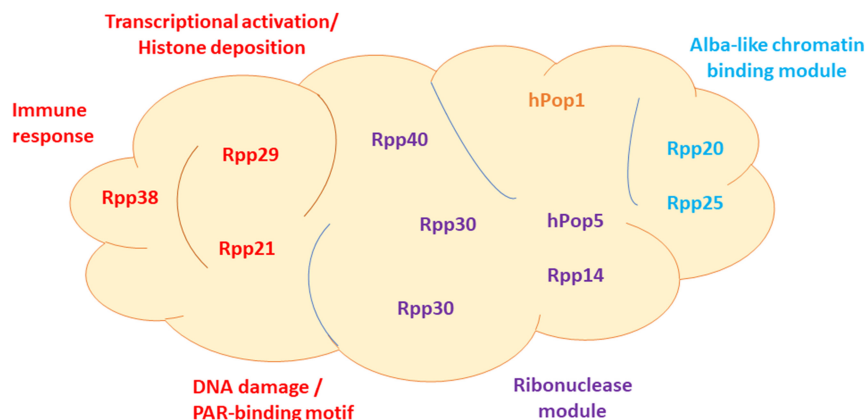 Transcriptional activation/
Histone deposition
Alba-like chromatin
binding module
Immune
response
hPop1
Rpp29
Rpp40
Rpp20
Rpp38
Rpp25
Rpp21
Rpp30
hPop5
Rpp14
Rpp30
DNA damage /
PAR-binding motif
Ribonuclease
module